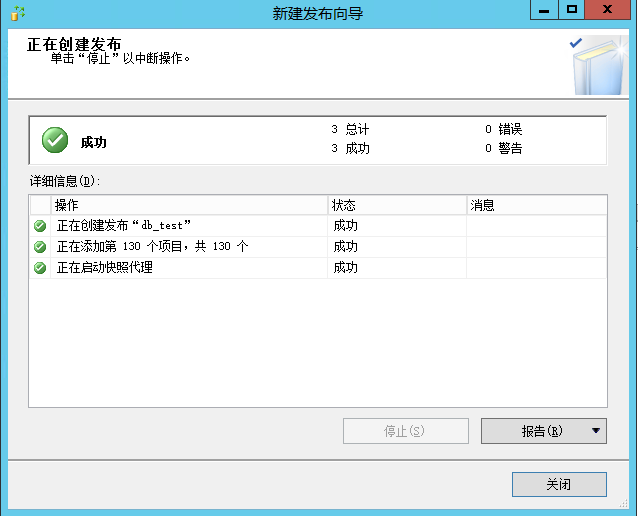 新建发布向导
正在创建发布
单击“停止”以中断操作。
成功
3 总计
0 错误
3 成功
0 警告
详细信息(D):
操作 状态 消息
正在创建发布“db_test” 成功
正在添加第 130 个项目，共 130 个 成功
正在启动快照代理 成功
停止(S) 报告(R)
关闭